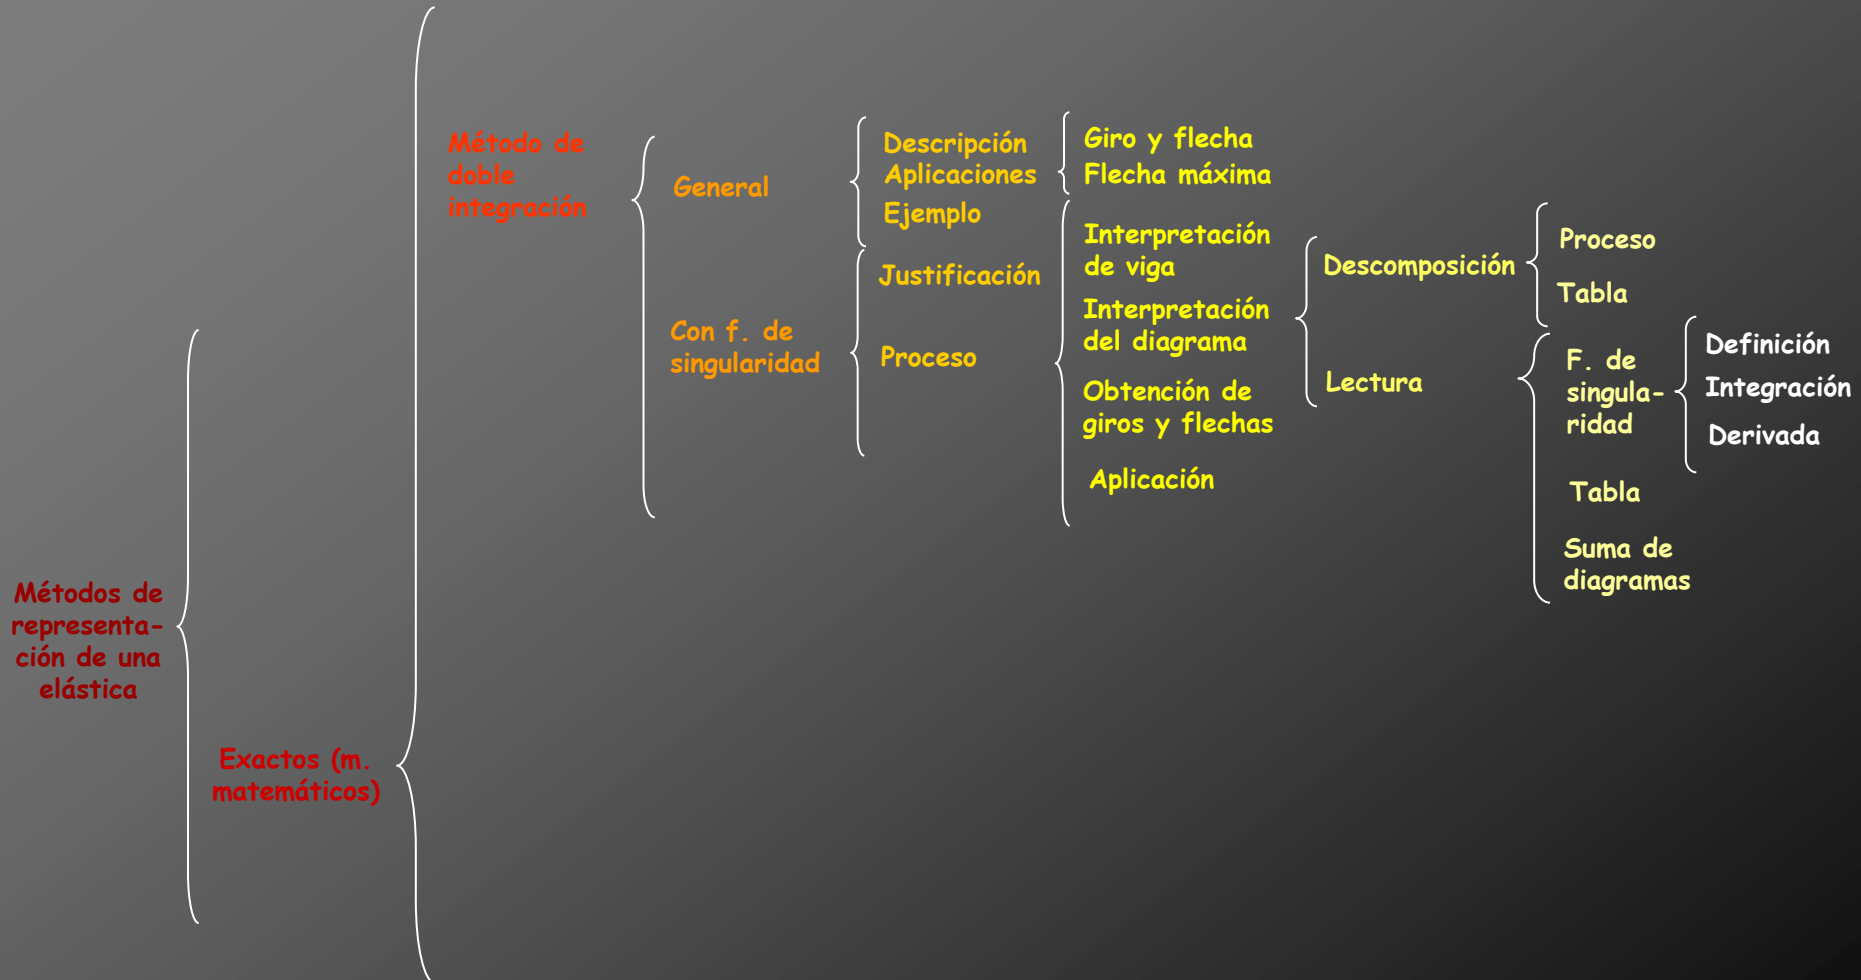 Métodos de
representa-
ción de una
elástica
Exactos (m.
matemáticos)
Método de
doble
integración
General
Descripción
Aplicaciones
Giro y flecha
Flecha máxima
Ejemplo
Con f. de
singularidad
Justificación
Proceso
Interpretación
de viga
Interpretación
del diagrama
Descomposición
Proceso
Tabla
Lectura
F. de
singula-
ridad
Definición
Integración
Derivada
Tabla
Suma de
diagramas
Obtención de
giros y flechas
Aplicación